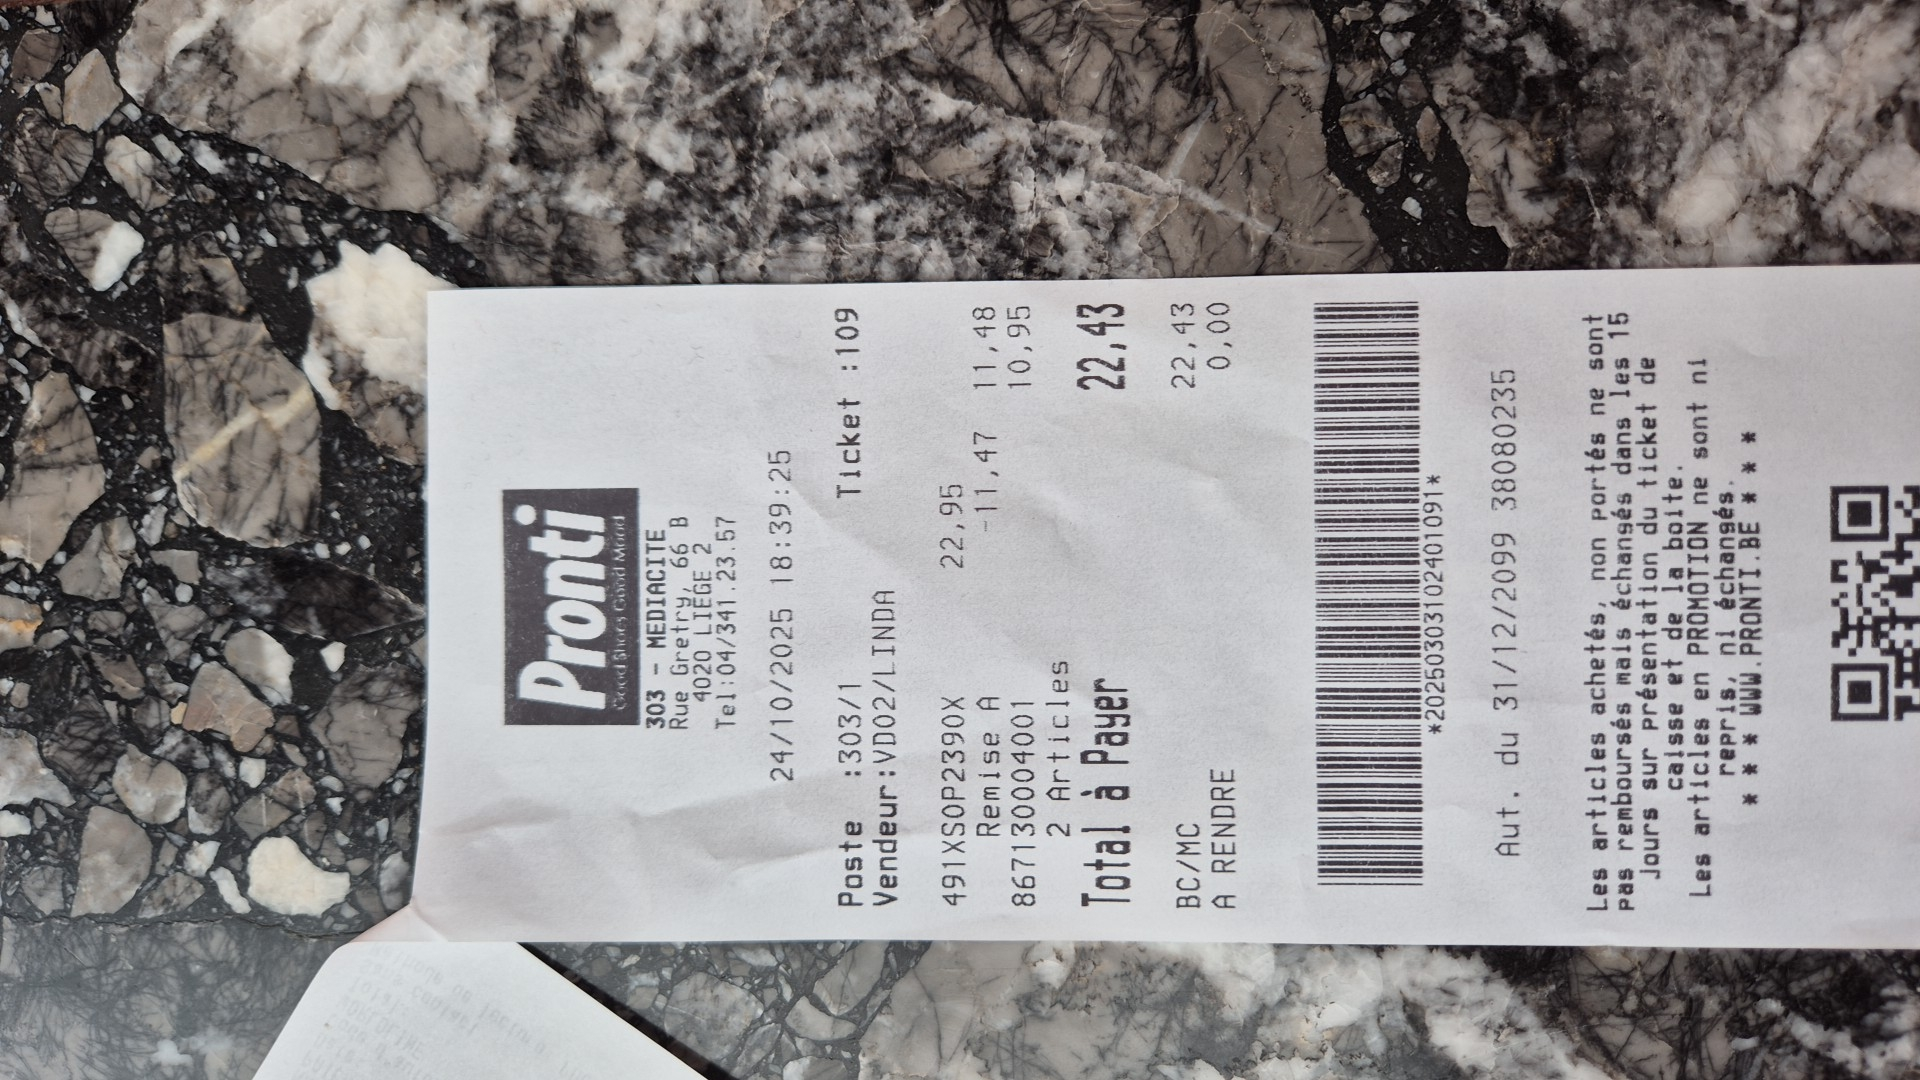 Pronti
Good Shoes Good Mood
303 - MEDIACITE
Rue Gretry, 66 B
4020 LIEGE 2
Tel:04/341.23.57
24/10/2025 18:39:25
Poste :303/1 Ticket :109
Vendeur:VD02/LINDA
491XSOP2390X 22,95
Remise A -11,47 11,48
8671300004001 10,95
2 Articles
Total à Payer 22,43
BC/MC 22,43
A RENDRE 0,00
*20250303102401091*
Aut. du 31/12/2099 38080235
Les articles achetés, non portés ne sont
pas remboursés mais échangés dans les 15
jours sur présentation du ticket de
caisse et de la boite.
Les articles en PROMOTION ne sont ni
repris, ni échangés.
* * * WWW.PRONTI.BE * * *